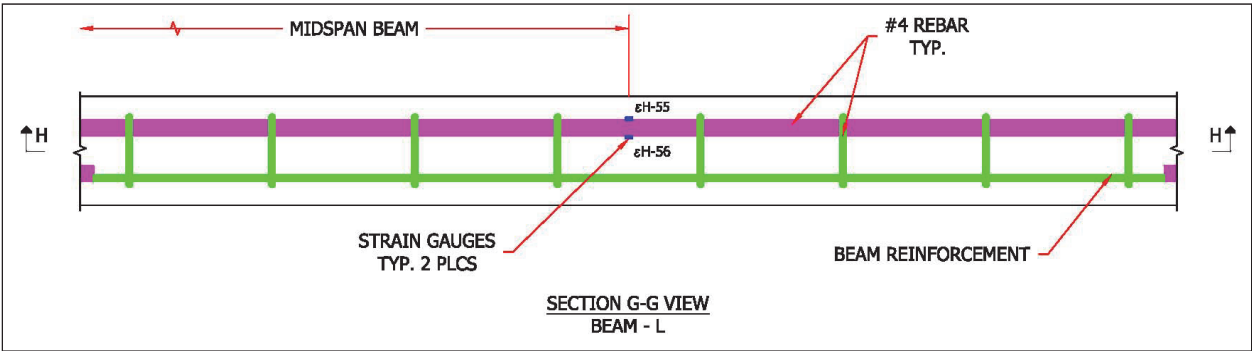 MIDSPAN BEAM
#4 REBAR
TYP.
εH-55
H
H
εH-56
STRAIN GAUGES
TYP. 2 PLCS
BEAM REINFORCEMENT
SECTION G-G VIEW
BEAM - L